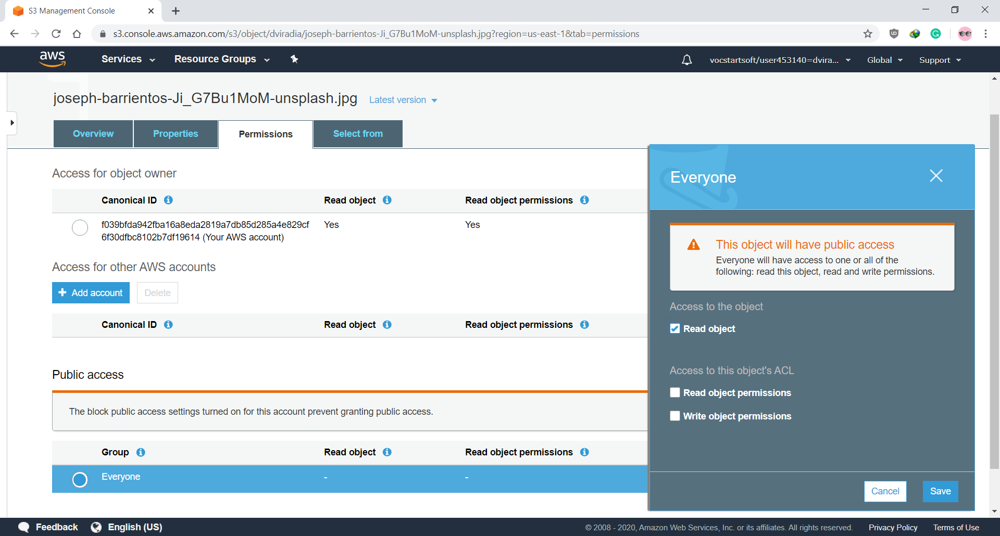 S3 Management Console
s3.console.aws.amazon.com/s3/object/dviradia/joseph-barrientos-Ji_G7Bu1MoM-unsplash.jpg?region=us-east-1&tab=permissions
aws
Services
Resource Groups
vocstartsoft/user453140=dvira...
Global
Support
joseph-barrientos-Ji_G7Bu1MoM-unsplash.jpg
Latest version
Overview
Properties
Permissions
Select from
Access for object owner
Canonical ID
Read object
Read object permissions
f039bfda942fba16a8eda2819a7db85d285a4e829cf
6f30dfbc8102b7df19614 (Your AWS account)
Yes
Yes
Access for other AWS accounts
+ Add account
Delete
Canonical ID
Read object
Read object permissions
Public access
The block public access settings turned on for this account prevent granting public access.
Group
Read object
Read object permissions
Everyone
-
-
Everyone
This object will have public access
Everyone will have access to one or all of the
following: read this object, read and write permissions.
Access to the object
Read object
Access to this object's ACL
Read object permissions
Write object permissions
Cancel
Save
Feedback
English (US)
© 2008 - 2020, Amazon Web Services, Inc. or its affiliates. All rights reserved.
Privacy Policy
Terms of Use